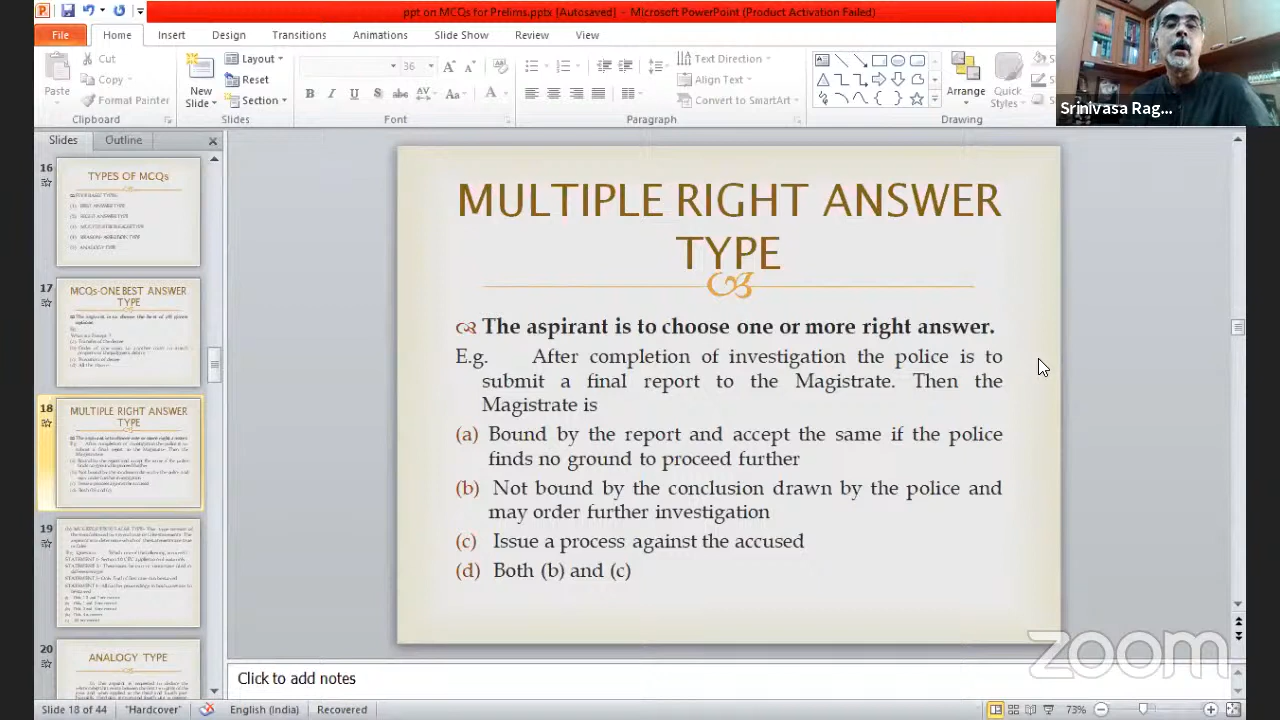 ppt on MCQs for Prelims.pptx [Autosaved] - Microsoft PowerPoint (Product Activation Failed)
File Home Insert Design Transitions Animations Slide Show Review View
Cut
Copy
Format Painter
Paste
Clipboard
New
Slide
Layout
Reset
Section
Slides
36
B I U S abc AV Aa A
Font
Text Direction
Align Text
Convert to SmartArt
Paragraph
Arrange
Quick
Styles
Drawing
Srinivasa Rag...
Slides Outline
16
TYPES OF MCQs
17
MCQs-ONE BEST ANSWER
TYPE
18
MULTIPLE RIGHT ANSWER
TYPE
19
20
ANALOGY TYPE
MULTIPLE RIGHT ANSWER
TYPE
The aspirant is to choose one or more right answer.
E.g. After completion of investigation the police is to
submit a final report to the Magistrate. Then the
Magistrate is
(a) Bound by the report and accept the same if the police
finds no ground to proceed further
(b) Not bound by the conclusion drawn by the police and
may order further investigation
(c) Issue a process against the accused
(d) Both (b) and (c)
zoom
Click to add notes
Slide 18 of 44 "Hardcover" English (India) Recovered 73%